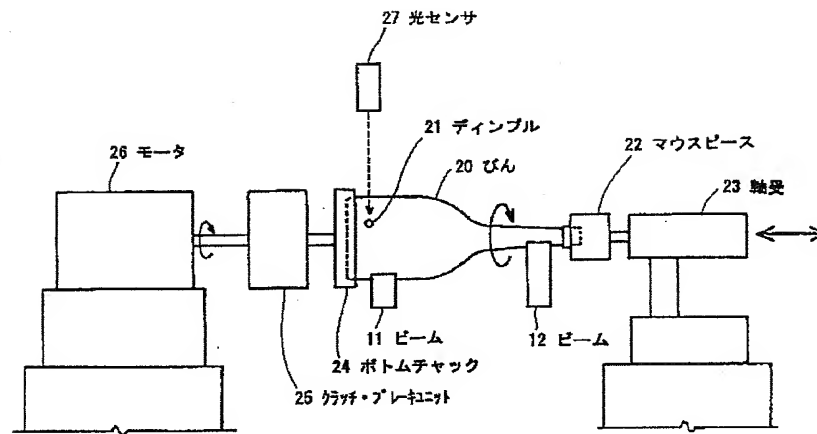 27 光センサ
21 ディンプル
22 マウスピース
26 モータ
20 びん
23 軸受
11 ビーム
12 ビーム
24 ボトムチャック
25 クラッチ・ブレーキユニット